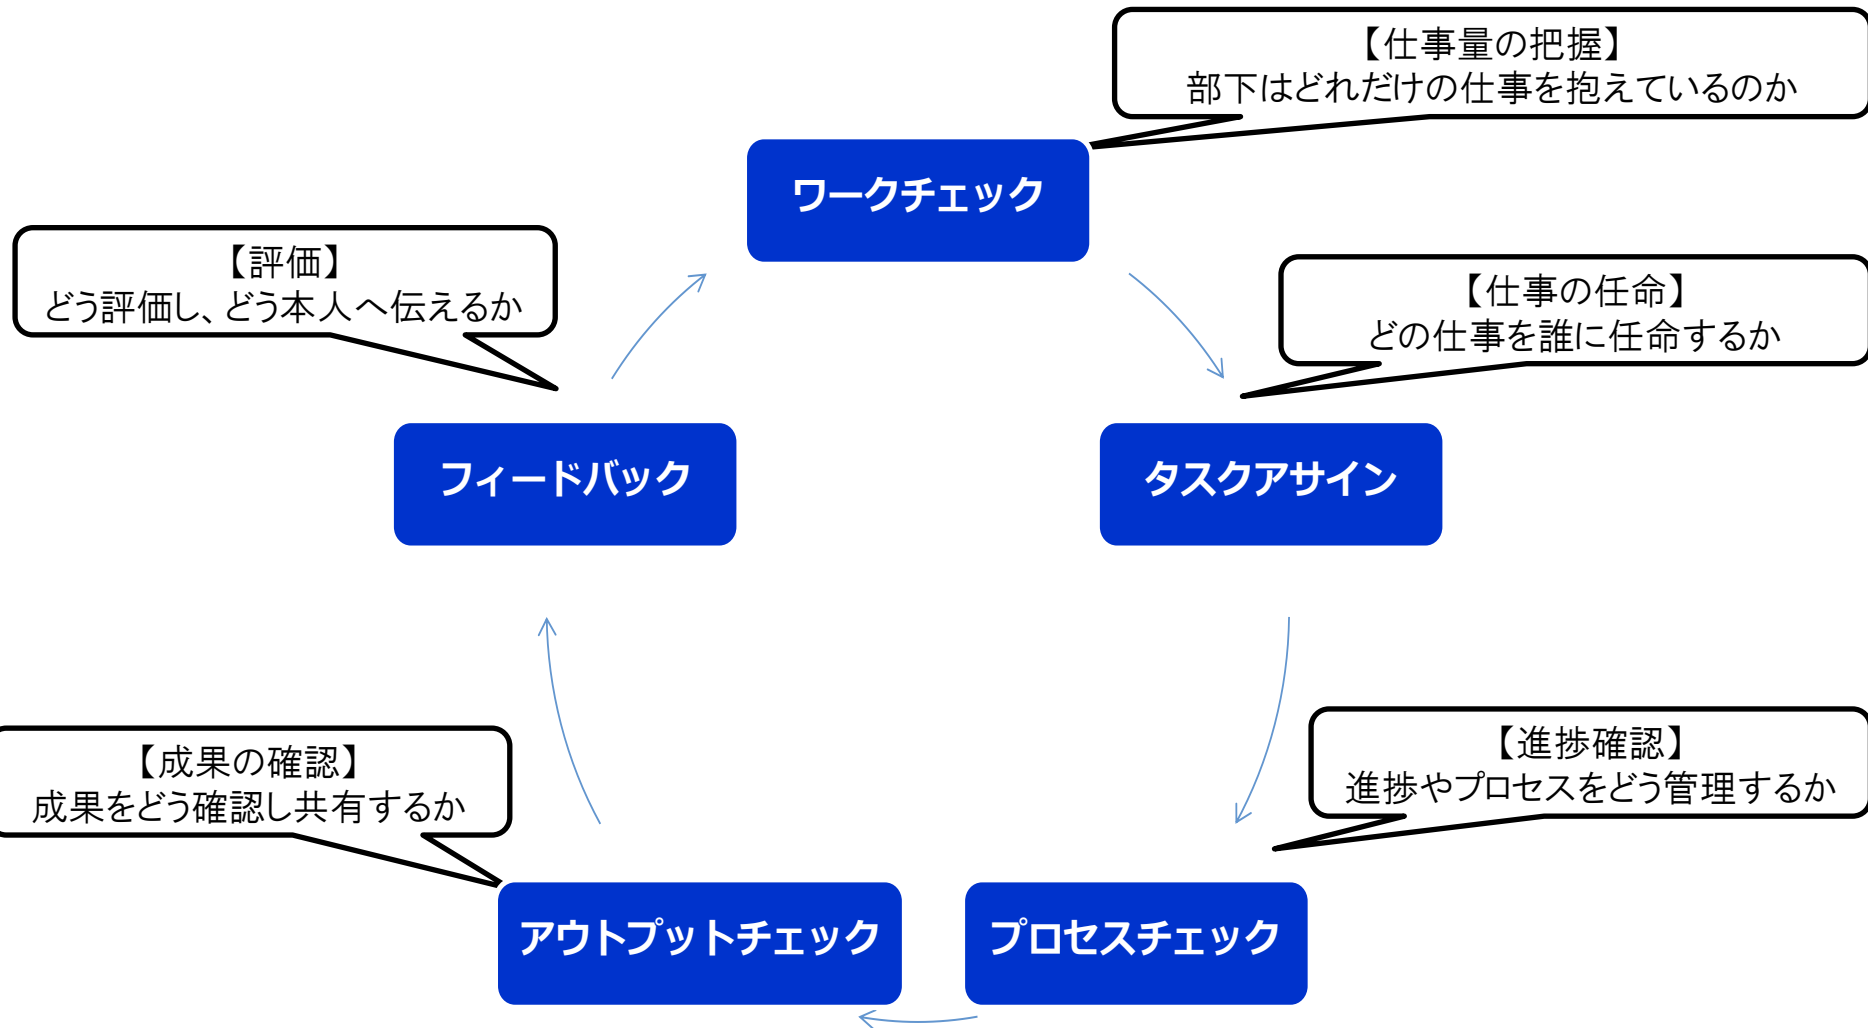 【仕事量の把握】
部下はどれだけの仕事を抱えているのか
ワークチェック
【評価】
どう評価し、どう本人へ伝えるか
【仕事の任命】
どの仕事を誰に任命するか
フィードバック
タスクアサイン
【成果の確認】
成果をどう確認し共有するか
【進捗確認】
進捗やプロセスをどう管理するか
アウトプットチェック
プロセスチェック